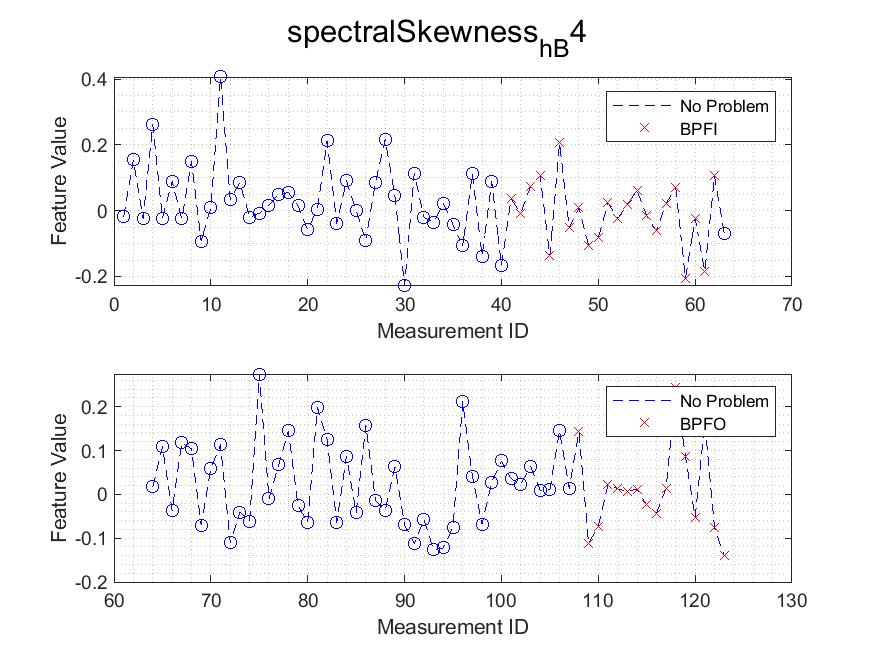 spectralSkewness_hB4
0.4
0.2
0
-0.2
Feature Value
No Problem
BPFI
0 10 20 30 40 50 60 70
Measurement ID
0.2
0.1
0
-0.1
-0.2
Feature Value
No Problem
BPFO
60 70 80 90 100 110 120 130
Measurement ID